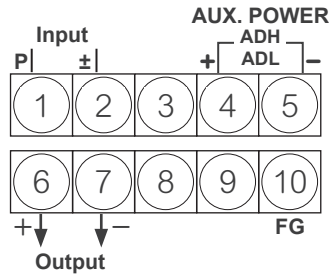 AUX. POWER
Input
ADH
P ± + ADL −
1 2 3 4 5
6 7 8 9 10
+ − FG
Output